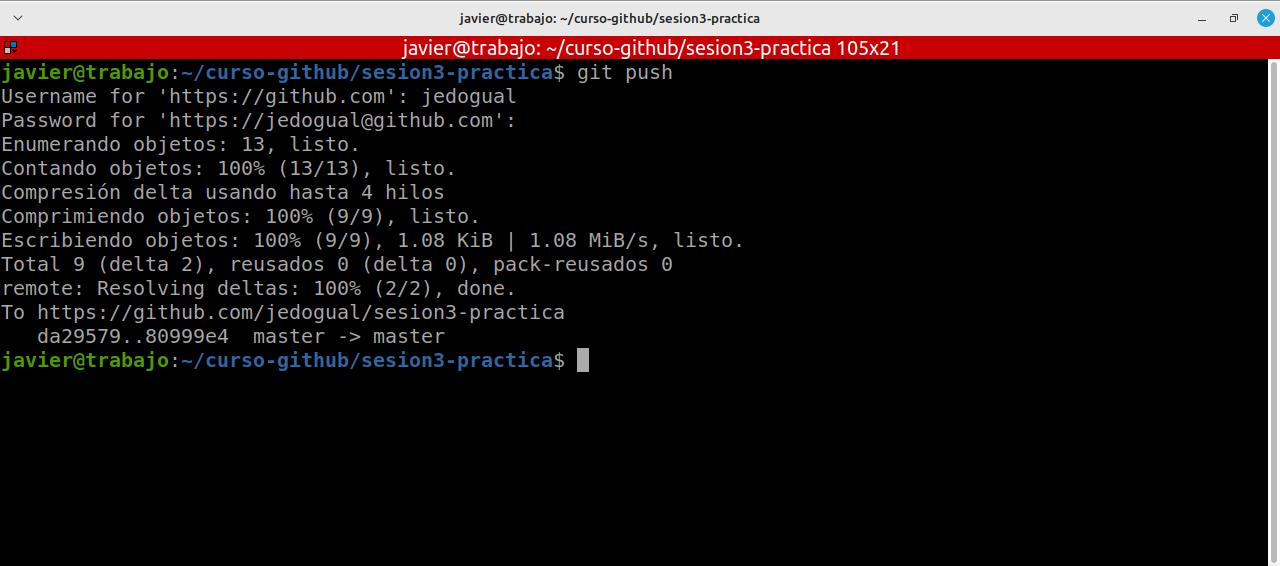 javier@trabajo: ~/curso-github/sesion3-practica
javier@trabajo: ~/curso-github/sesion3-practica 105x21
javier@trabajo:~/curso-github/sesion3-practica$ git push
Username for 'https://github.com': jedogual
Password for 'https://jedogual@github.com':
Enumerando objetos: 13, listo.
Contando objetos: 100% (13/13), listo.
Compresión delta usando hasta 4 hilos
Comprimiendo objetos: 100% (9/9), listo.
Escribiendo objetos: 100% (9/9), 1.08 KiB | 1.08 MiB/s, listo.
Total 9 (delta 2), reusados 0 (delta 0), pack-reusados 0
remote: Resolving deltas: 100% (2/2), done.
To https://github.com/jedogual/sesion3-practica
   da29579..80999e4  master -> master
javier@trabajo:~/curso-github/sesion3-practica$